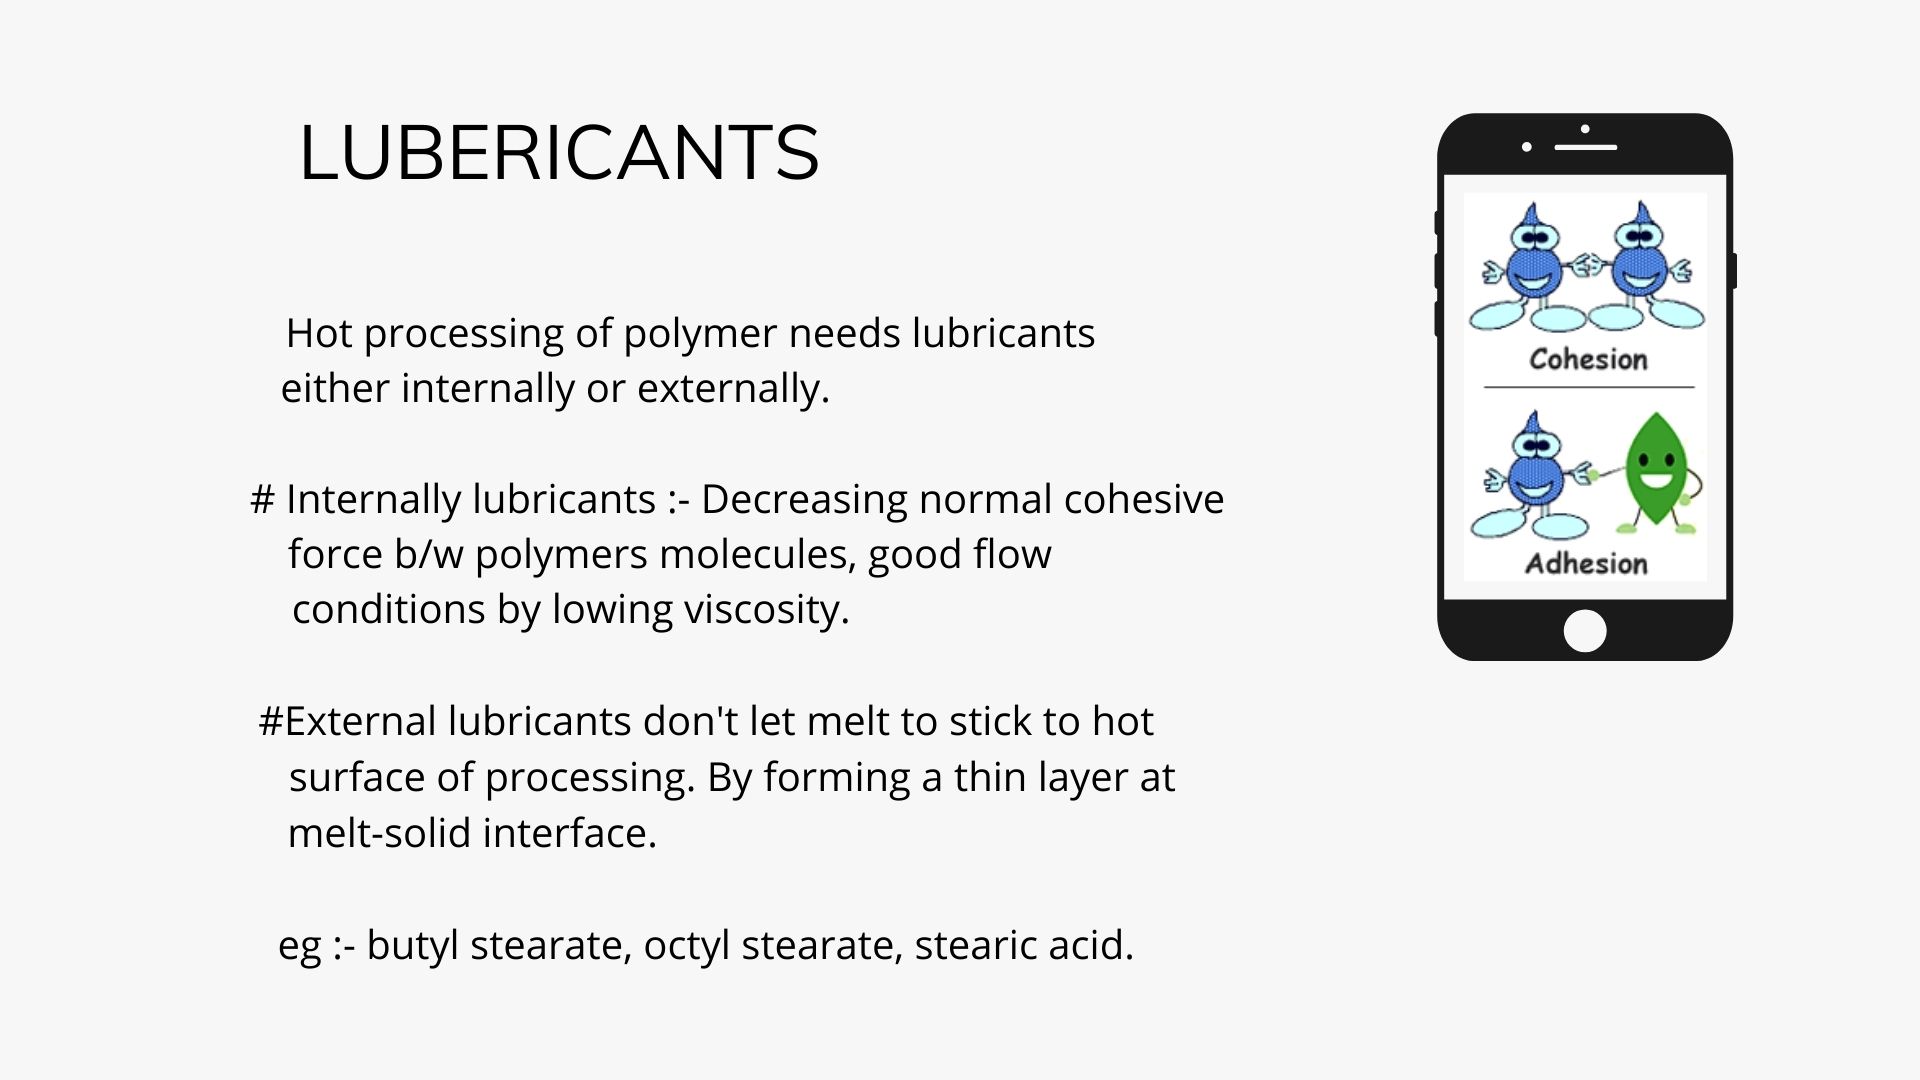 LUBERICANTS
Hot processing of polymer needs lubricants
either internally or externally.
# Internally lubricants :- Decreasing normal cohesive
force b/w polymers molecules, good flow
conditions by lowing viscosity.
#External lubricants don't let melt to stick to hot
surface of processing. By forming a thin layer at
melt-solid interface.
eg :- butyl stearate, octyl stearate, stearic acid.
Cohesion
Adhesion